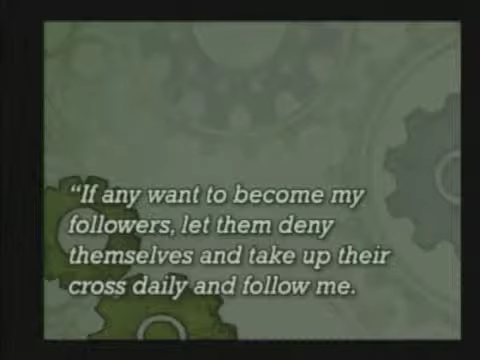 “If any want to become my
followers, let them deny
themselves and take up their
cross daily and follow me.